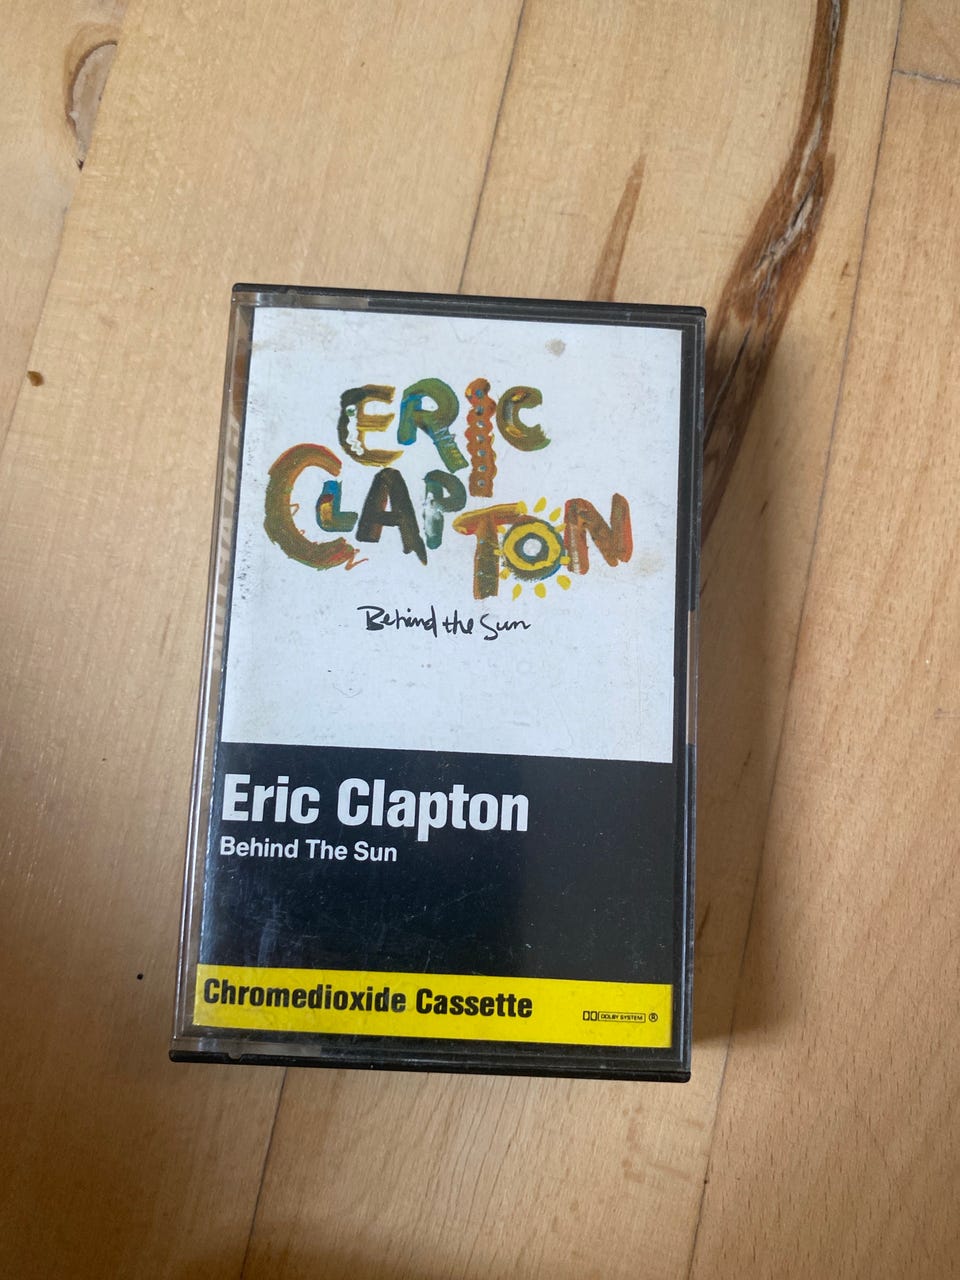 ERIC
CLAPTON
Behind the Sun
Eric Clapton
Behind The Sun
Chromedioxide Cassette
DOLBY SYSTEM ®